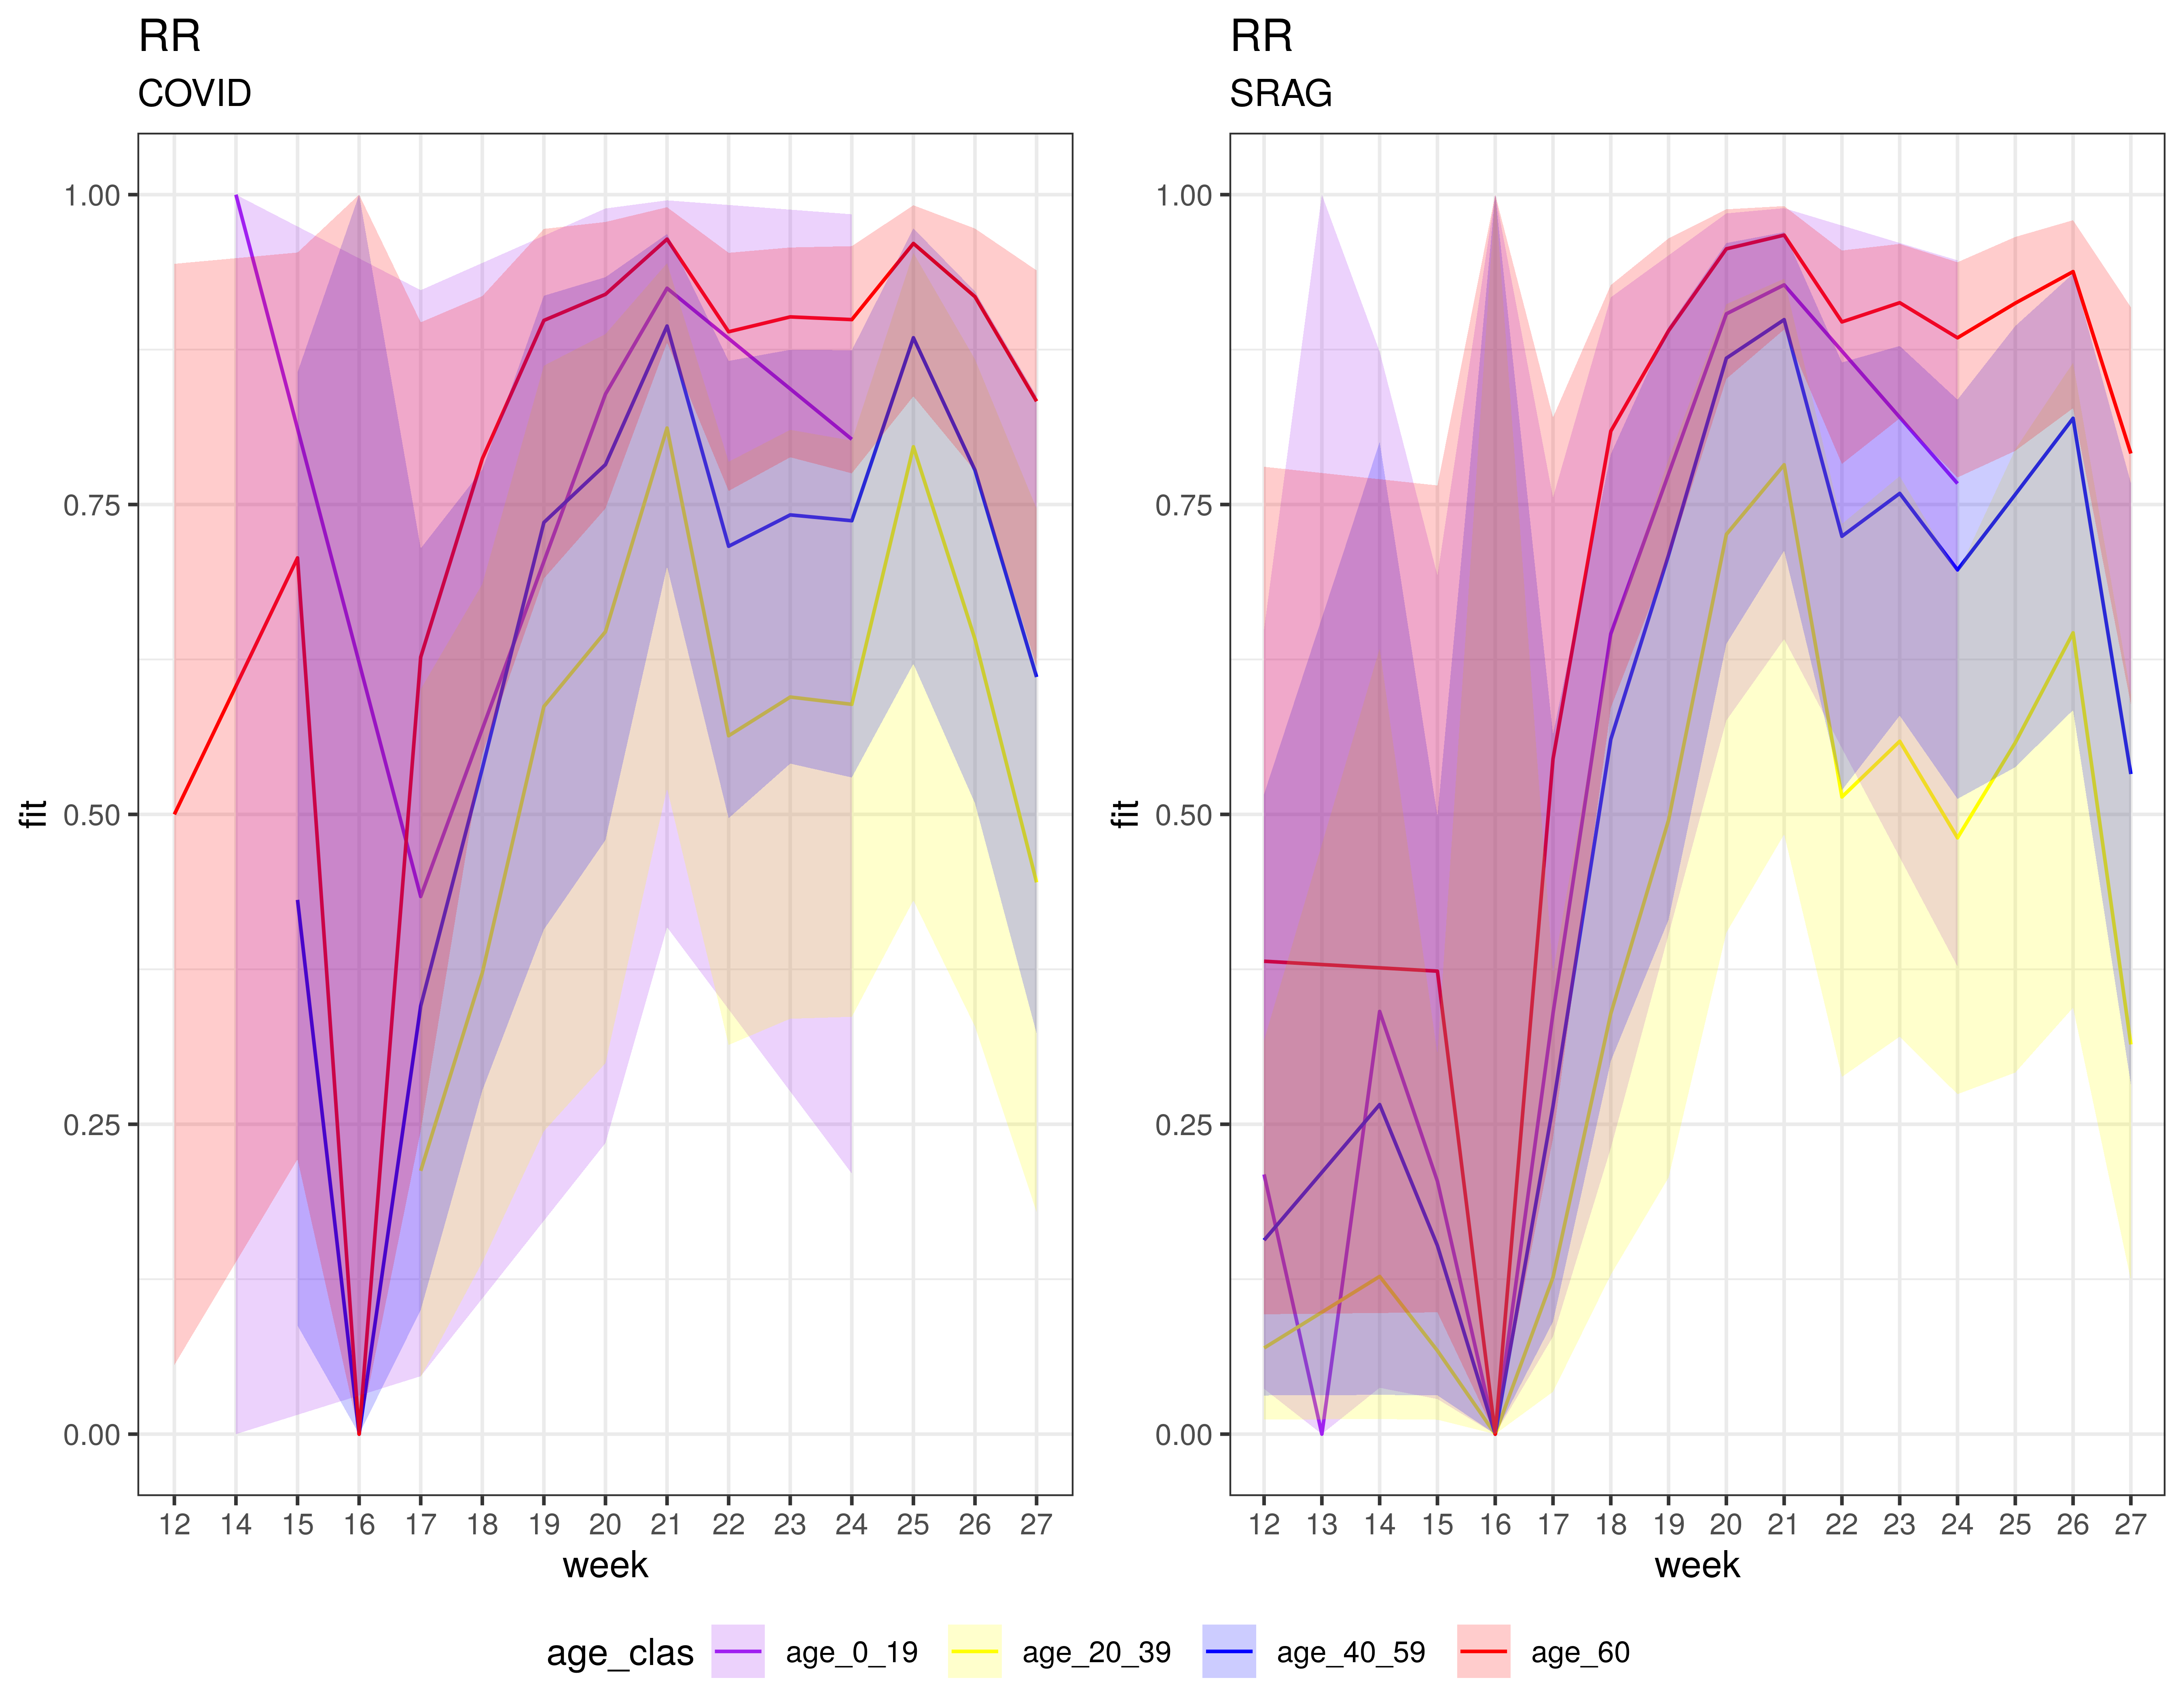 RR
COVID
1.00
0.75
0.50
0.25
0.00
fit
12 14 15 16 17 18 19 20 21 22 23 24 25 26 27
week
RR
SRAG
1.00
0.75
0.50
0.25
0.00
fit
12 13 14 15 16 17 18 19 20 21 22 23 24 25 26 27
week
age_clas age_0_19 age_20_39 age_40_59 age_60